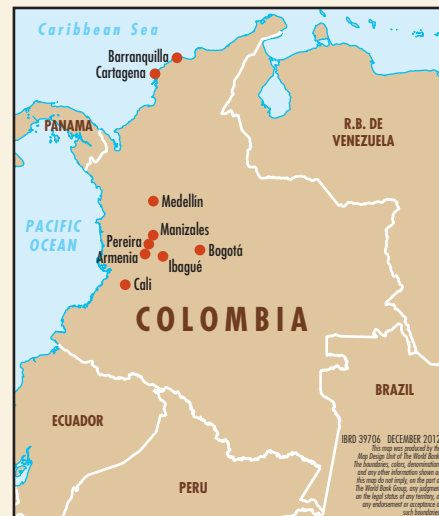 Caribbean Sea
Barranquilla
Cartagena
PANAMA
R.B. DE
VENEZUELA
Medellín
PACIFIC
OCEAN
Manizales
Pereira
Bogotá
Armenia
Ibagué
Cali
COLOMBIA
BRAZIL
ECUADOR
PERU
IBRD 39706 DECEMBER 2012
This map was produced by the
Map Design Unit of The World Bank.
The boundaries, colors, denominations
and any other information shown on
this map do not imply, on the part of
The World Bank Group, any judgment
on the legal status of any territory, or
any endorsement or acceptance of
such boundaries.